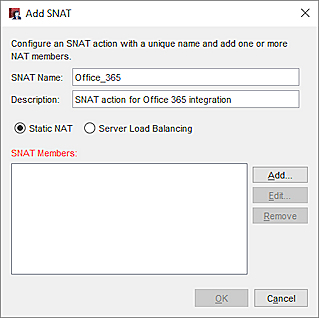 Add SNAT
Configure an SNAT action with a unique name and add one or more
NAT members.
SNAT Name: Office_365
Description: SNAT action for Office 365 integration
Static NAT Server Load Balancing
SNAT Members:
Add...
Edit...
Remove
OK Cancel